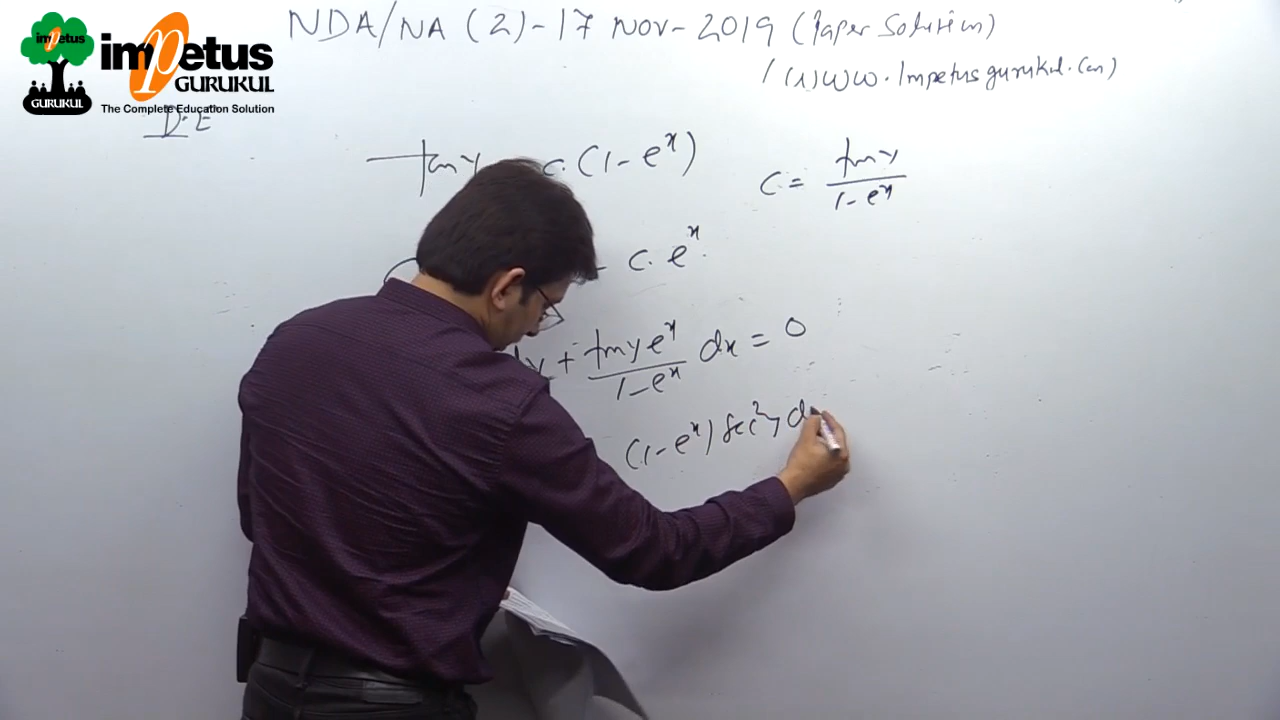 NDA/NA (2)-17 Nov-2019 (Paper Solution)
impetus
GURUKUL
impetus
GURUKUL
The Complete Education Solution
/ www.Impetusgurukul.com)
D.E
tan y c.(1-e^x)
c = tan y / 1-e^x
- c.e^x.
dy + tan y e^x / 1-e^x dx = 0
(1-e^x) sec^2 y d